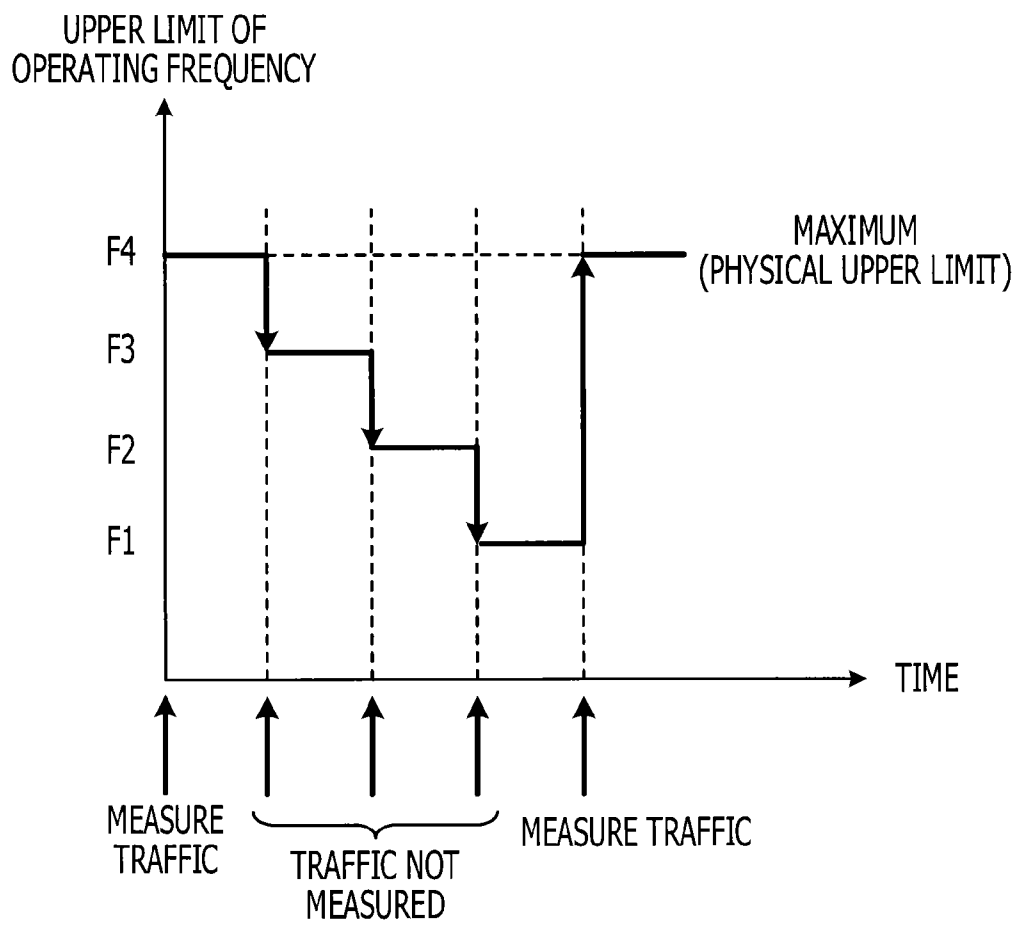 UPPER LIMIT OF
OPERATING FREQUENCY
F4
MAXIMUM
(PHYSICAL UPPER LIMIT)
F3
F2
F1
TIME
MEASURE
TRAFFIC
TRAFFIC NOT
MEASURED
MEASURE TRAFFIC